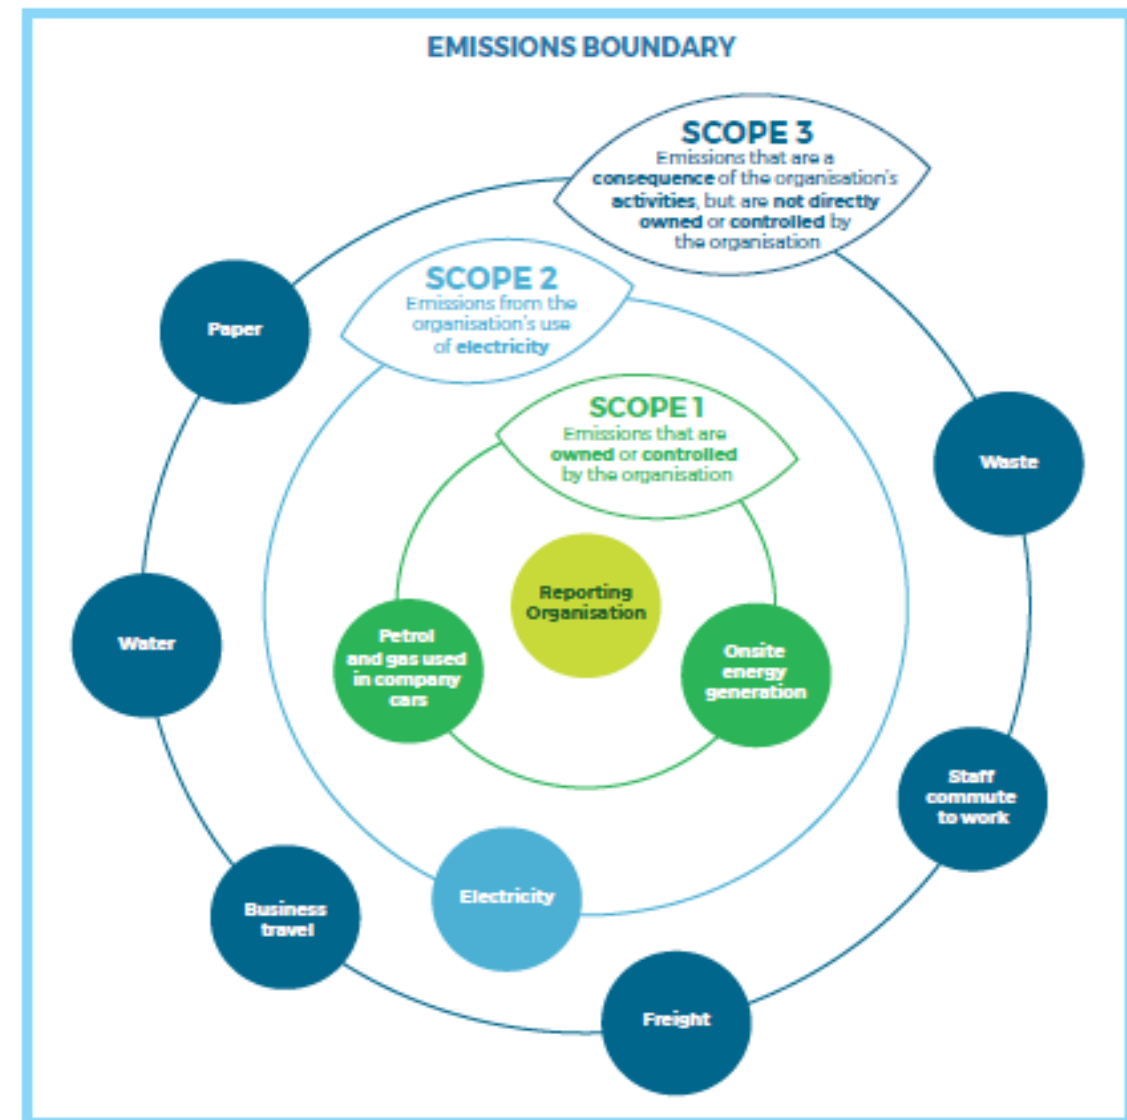 EMISSIONS BOUNDARY
SCOPE 3
Emissions that are a
consequence of the organisation's
activities, but are not directly
owned or controlled by
the organisation
SCOPE 2
Emissions from the
organisation's use
of electricity
SCOPE 1
Emissions that are
owned or controlled
by the organisation
Paper
Waste
Reporting
Organisation
Petrol
and gas used
in company
cars
Onsite
energy
generation
Water
Staff
commute
to work
Electricity
Business
travel
Freight